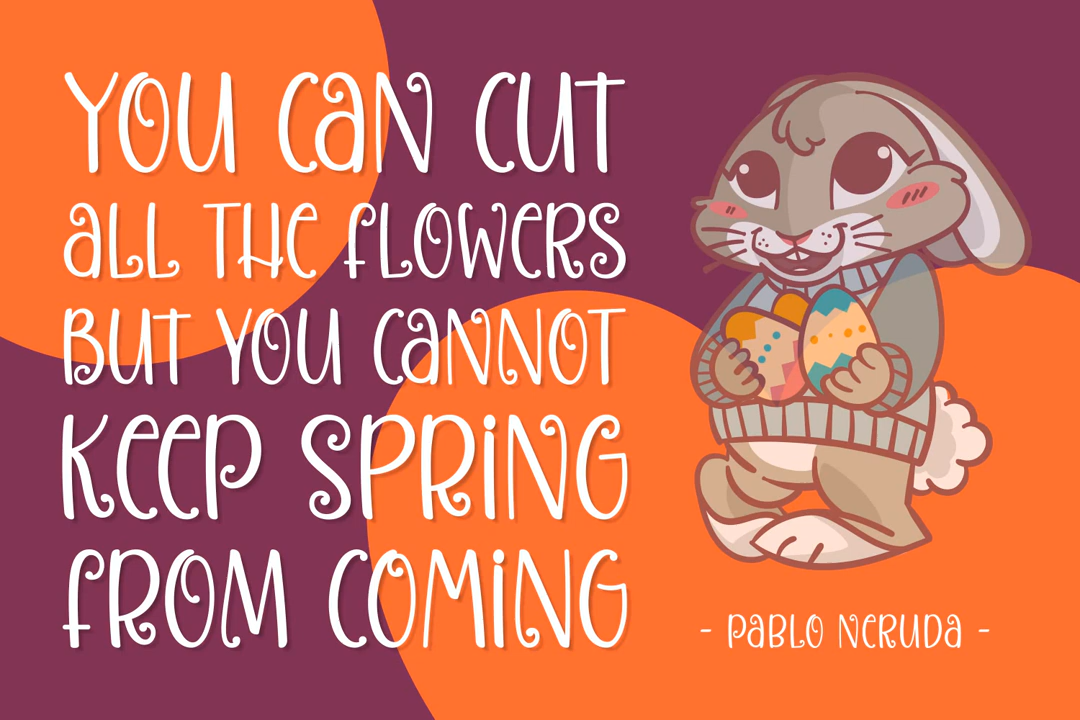 YOU CAN CUT
ALL THE FLOWERS
BUT YOU CANNOT
KEEP SPRING
FROM COMING
- PABLO NERUDA -